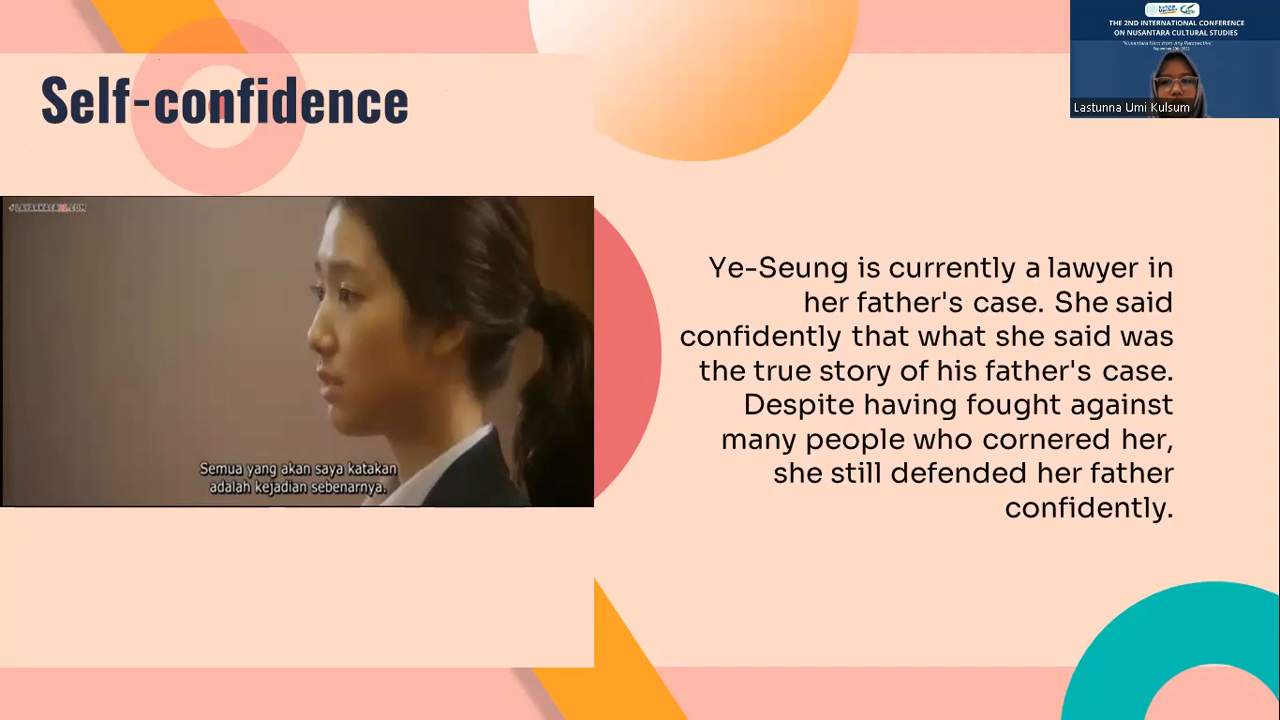 THE 2ND INTERNATIONAL CONFERENCE
ON NUSANTARA CULTURAL STUDIES
Lastunna Umi Kulsum
Self-confidence
LAYARKACA21.COM
Semua yang akan saya katakan
adalah kejadian sebenarnya.
Ye-Seung is currently a lawyer in
her father's case. She said
confidently that what she said was
the true story of his father's case.
Despite having fought against
many people who cornered her,
she still defended her father
confidently.